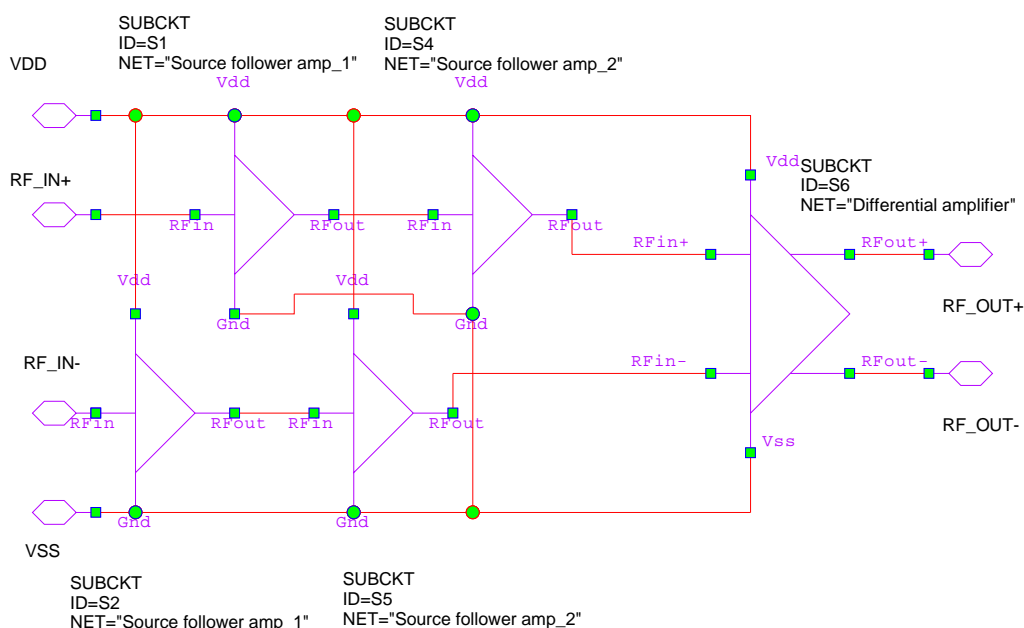 SUBCKT
ID=S1
NET="Source follower amp_1"
SUBCKT
ID=S4
NET="Source follower amp_2"
VDD
Vdd
Vdd
RF_IN+
Vdd
SUBCKT
ID=S6
NET="Differential amplifier"
RFin
RFout
RFin
RFout
RFin+
RFout+
Vdd
Vdd
RF_OUT+
Gnd
Gnd
RF_IN-
RFin-
RFout-
RFin
RFout
RFin
RFout
RF_OUT-
Vss
Gnd
Gnd
VSS
SUBCKT
ID=S2
NET="Source follower amp_1"
SUBCKT
ID=S5
NET="Source follower amp_2"